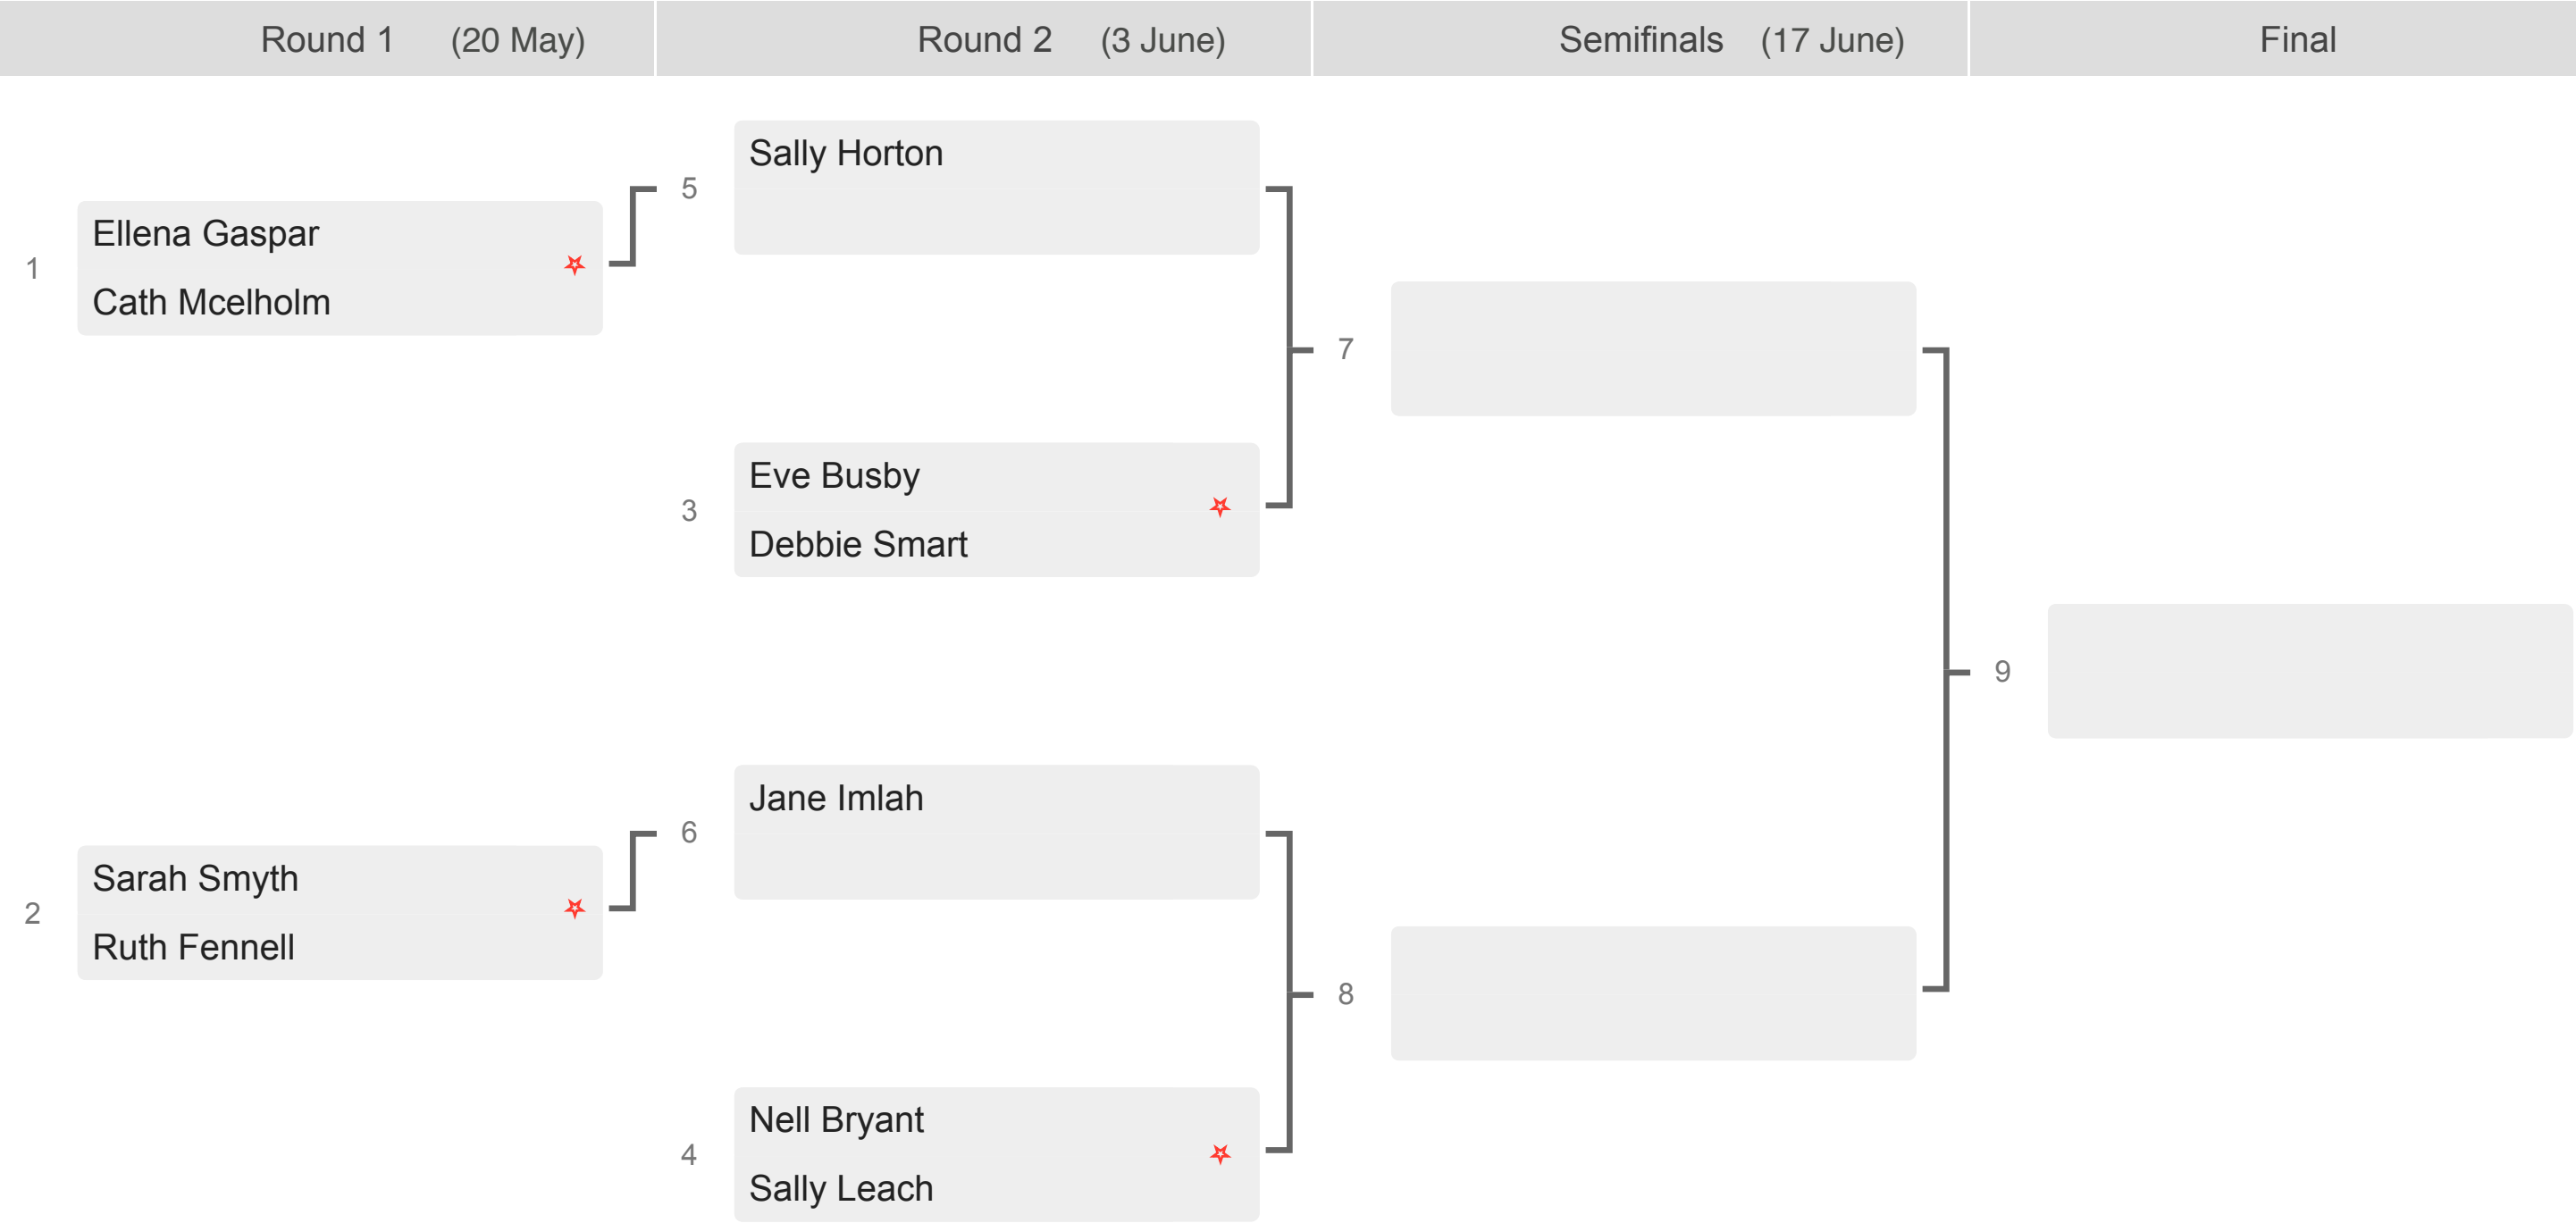 Round 1 (20 May)
Round 2 (3 June)
Semifinals (17 June)
Final
1
Ellena Gaspar
Cath Mcelholm
2
Sarah Smyth
Ruth Fennell
5
Sally Horton
3
Eve Busby
Debbie Smart
6
Jane Imlah
4
Nell Bryant
Sally Leach
7
8
9